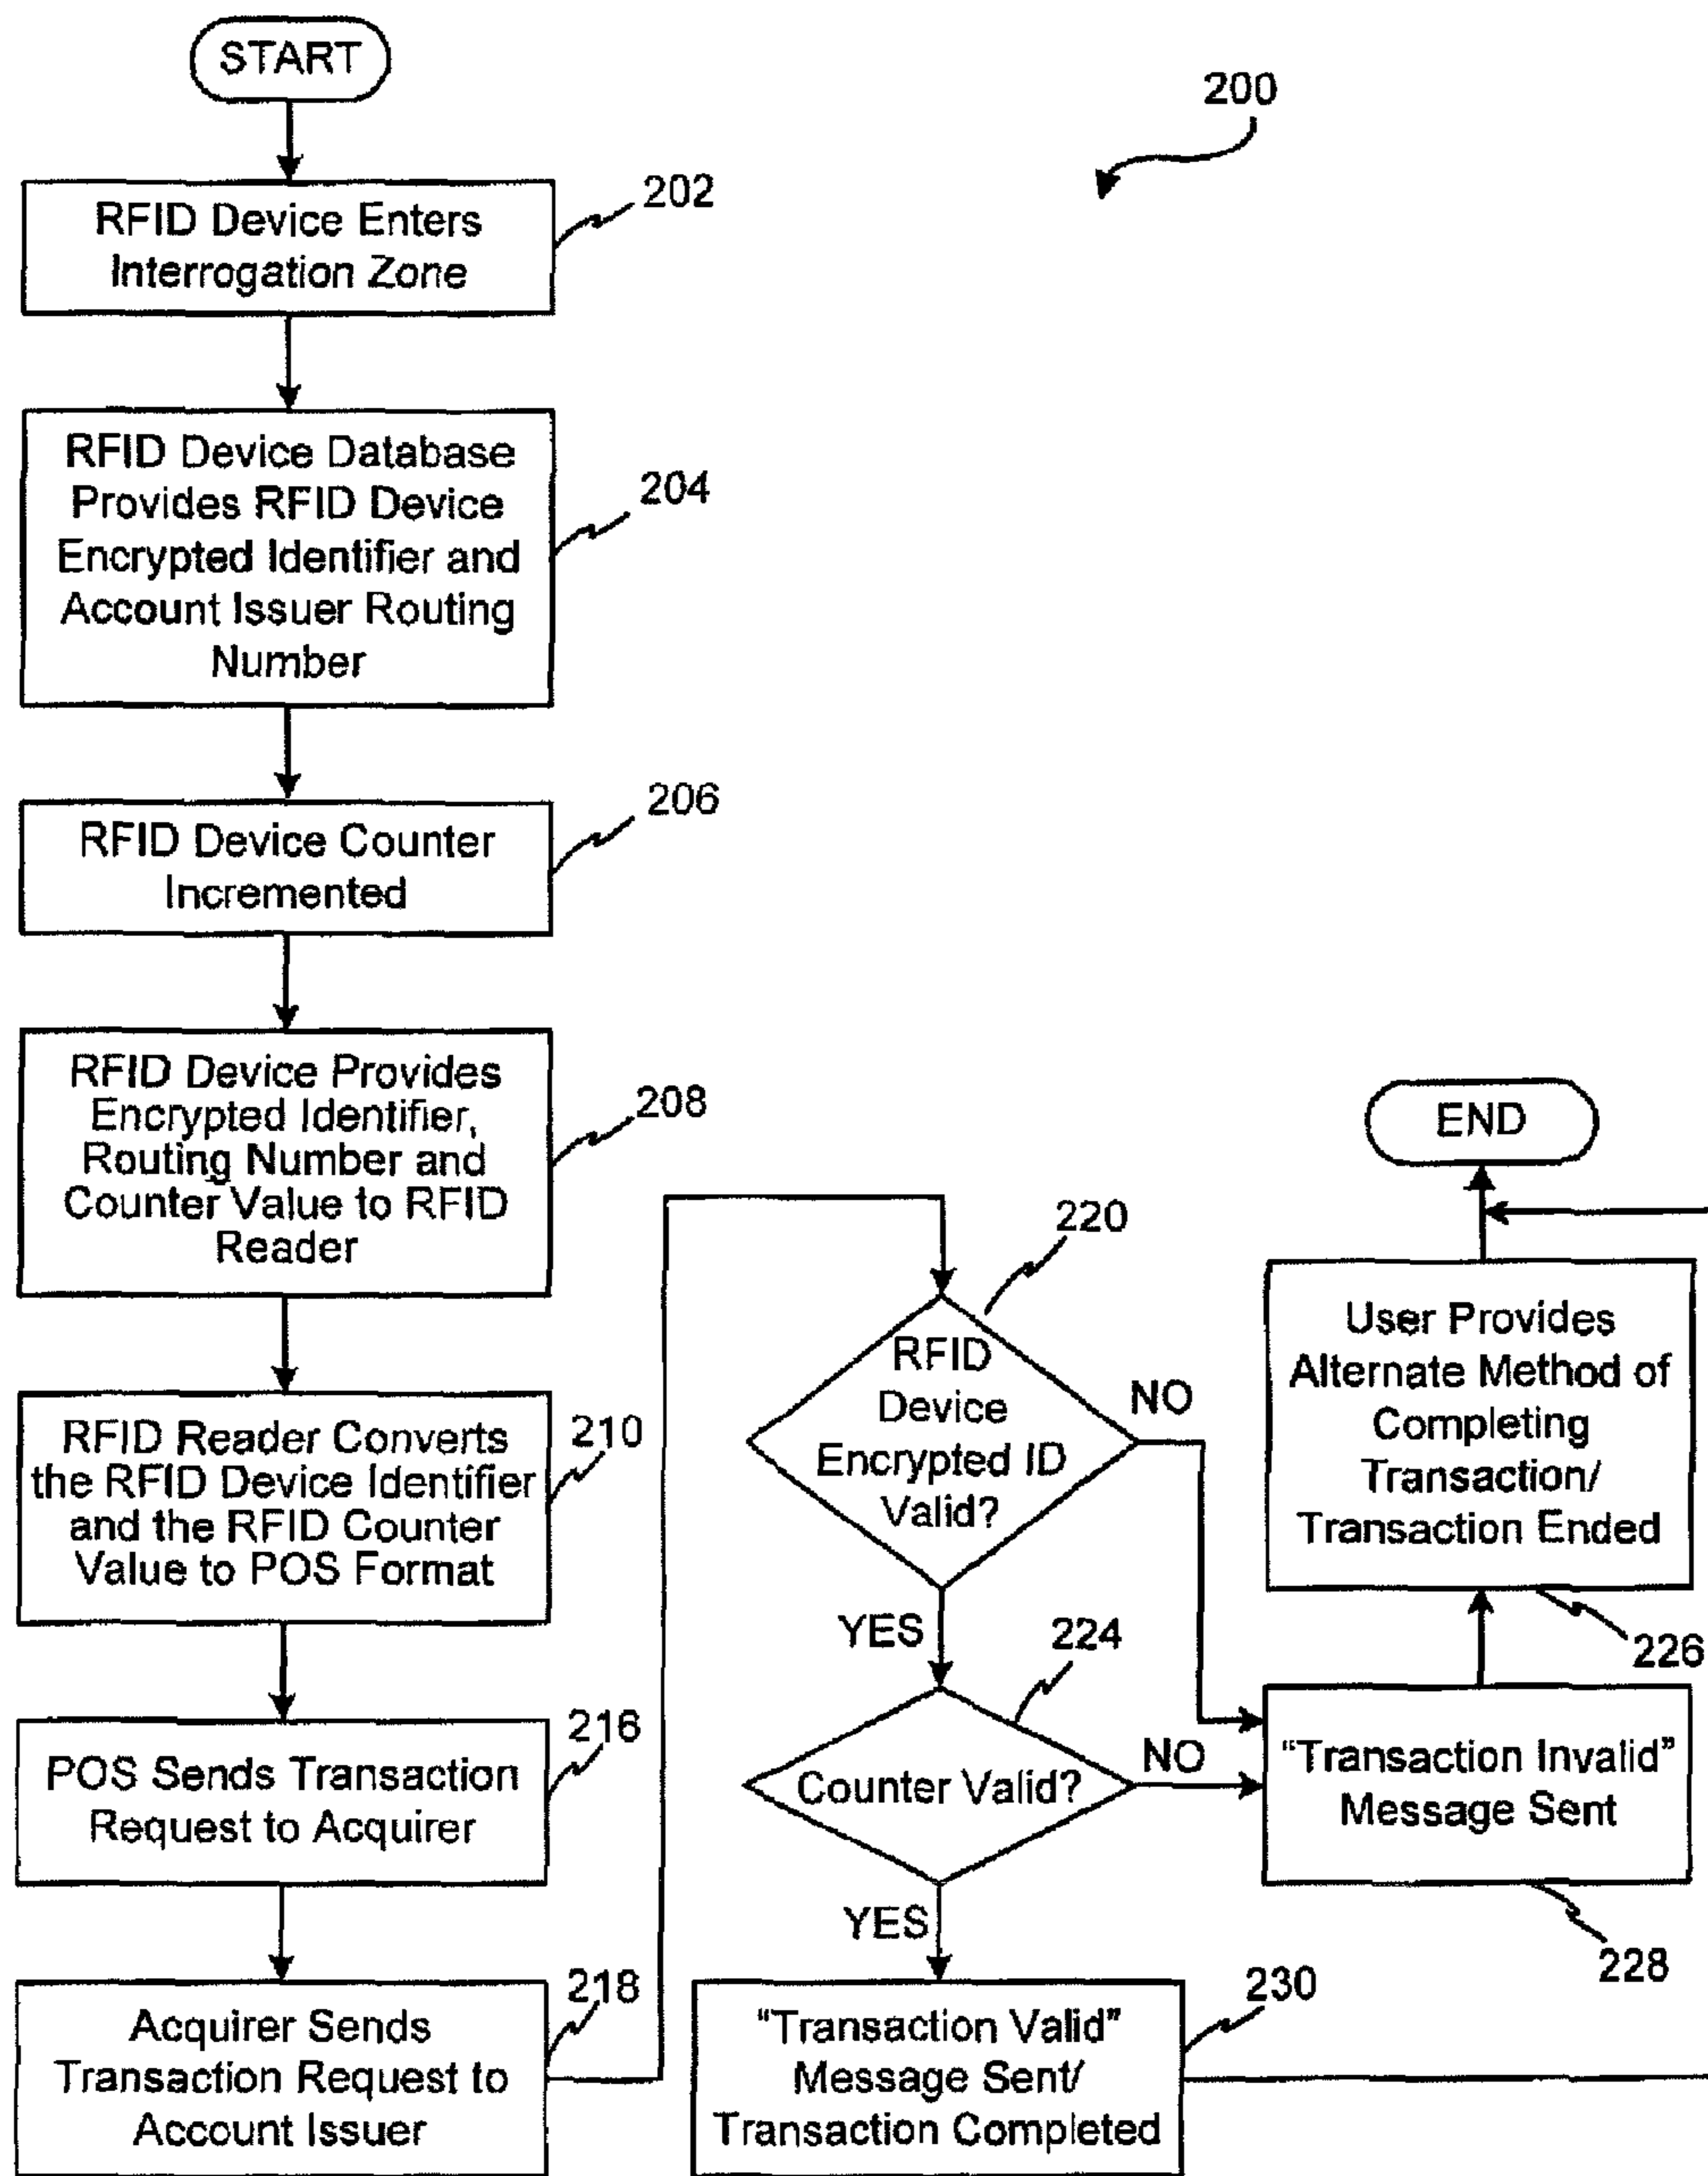 START
200
RFID Device Enters
Interrogation Zone
202
RFID Device Database
Provides RFID Device
Encrypted Identifier and
Account Issuer Routing
Number
204
RFID Device Counter
Incremented
206
RFID Device Provides
Encrypted Identifier,
Routing Number and
Counter Value to RFID
Reader
208
RFID Reader Converts
the RFID Device Identifier
and the RFID Counter
Value to POS Format
210
POS Sends Transaction
Request to Acquirer
216
Acquirer Sends
Transaction Request to
Account Issuer
218
RFID
Device
Encrypted ID
Valid?
220
NO
YES
Counter Valid?
224
NO
YES
"Transaction Valid"
Message Sent/
Transaction Completed
230
"Transaction Invalid"
Message Sent
228
User Provides
Alternate Method of
Completing
Transaction/
Transaction Ended
226
END